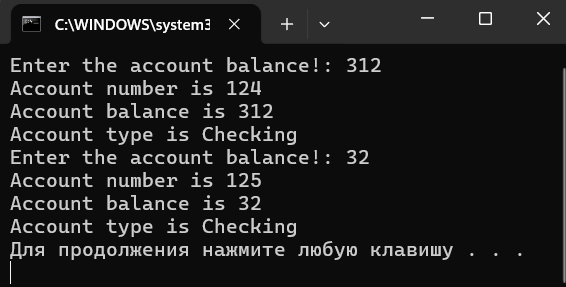 C:\WINDOWS\system3
Enter the account balance!: 312
Account number is 124
Account balance is 312
Account type is Checking
Enter the account balance!: 32
Account number is 125
Account balance is 32
Account type is Checking
Для продолжения нажмите любую клавишу . . .